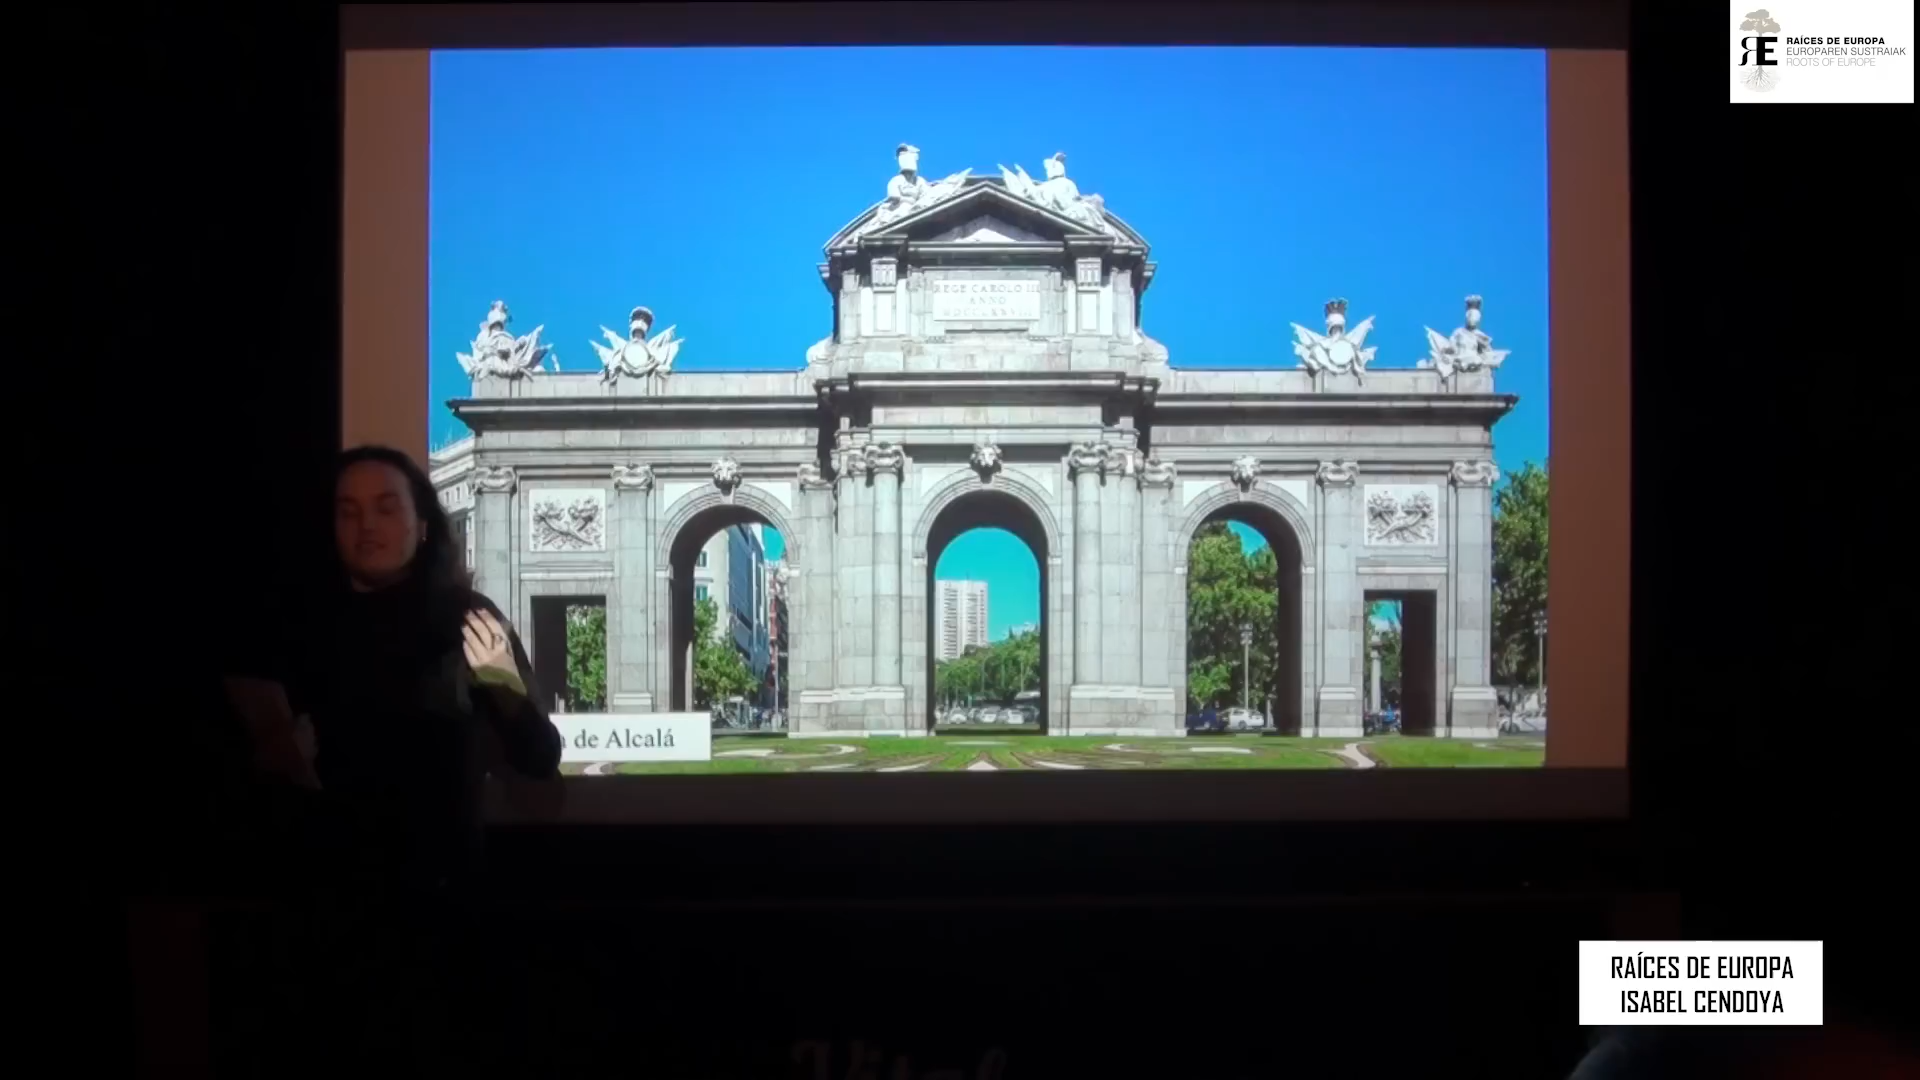 RAÍCES DE EUROPA
EUROPAREN SUSTRAIAK
ROOTS OF EUROPE
REGE CAROLO III
ANNO
MDCCLXXVIII
de Alcalá
RAÍCES DE EUROPA
ISABEL CENDOYA